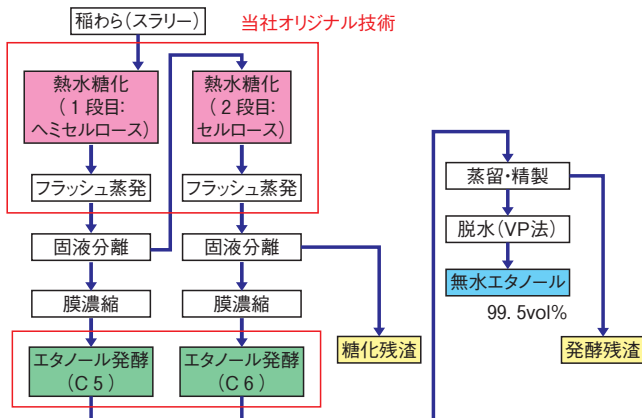 稲わら(スラリー)
当社オリジナル技術
熱水糖化
(1段目:
ヘミセルロース)
熱水糖化
(2段目:
セルロース)
フラッシュ蒸発
フラッシュ蒸発
固液分離
固液分離
膜濃縮
膜濃縮
エタノール発酵
(C5)
エタノール発酵
(C6)
糖化残渣
蒸留・精製
脱水(VP法)
無水エタノール
99.5vol%
発酵残渣